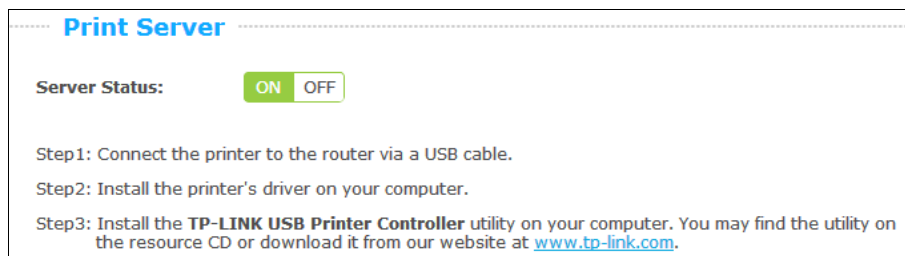 Print Server
Server Status:
ON OFF
Step1: Connect the printer to the router via a USB cable.
Step2: Install the printer's driver on your computer.
Step3: Install the TP-LINK USB Printer Controller utility on your computer. You may find the utility on
the resource CD or download it from our website at www.tp-link.com.